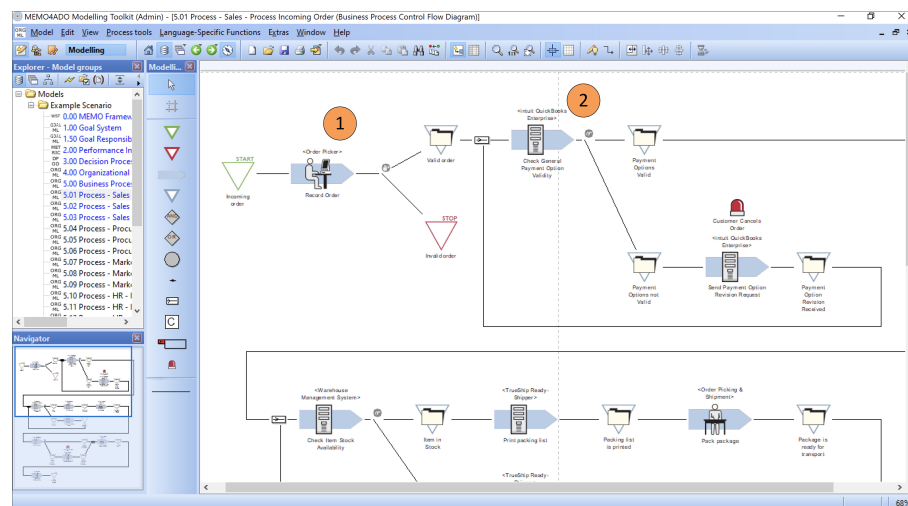 MEMO4ADO Modelling Toolkit (Admin) - [5.01 Process - Sales - Process Incoming Order (Business Process Control Flow Diagram)]
Model Edit View Process tools Language-Specific Functions Extras Window Help
Modelling
Explorer - Model groups
Modelli...
Models
Example Scenario
0.00 MEMO Framew
1.00 Goal System
1.50 Goal Responsib
2.00 Performance In
3.00 Decision Proce
4.00 Organizational
5.00 Business Proce
5.01 Process - Sales
5.02 Process - Sales
5.03 Process - Sales
5.04 Process - Procu
5.05 Process - Procu
5.06 Process - Procu
5.07 Process - Mark
5.08 Process - Mark
5.09 Process - Mark
5.10 Process - HR - I
5.11 Process - HR - I
Navigator
C
1
2
START
Incoming
order
<Order Picker>
Record Order
Valid order
STOP
Invalid order
<Intuit QuickBooks
Enterprise>
Check General
Payment Option
Validity
Payment
Options
Valid
Payment
Options not
Valid
Customer Cancels
Order
<Intuit QuickBooks
Enterprise>
Send Payment Option
Revision Request
Payment
Option
Revision
Received
<Warehouse
Management System>
Check Item Stock
Availability
Item in
Stock
<TrueShip Ready-
Shipper>
Print packing list
Packing list
is printed
<Order Picking &
Shipment>
Pack package
Package is
ready for
transport
<TrueShip Ready-
68%